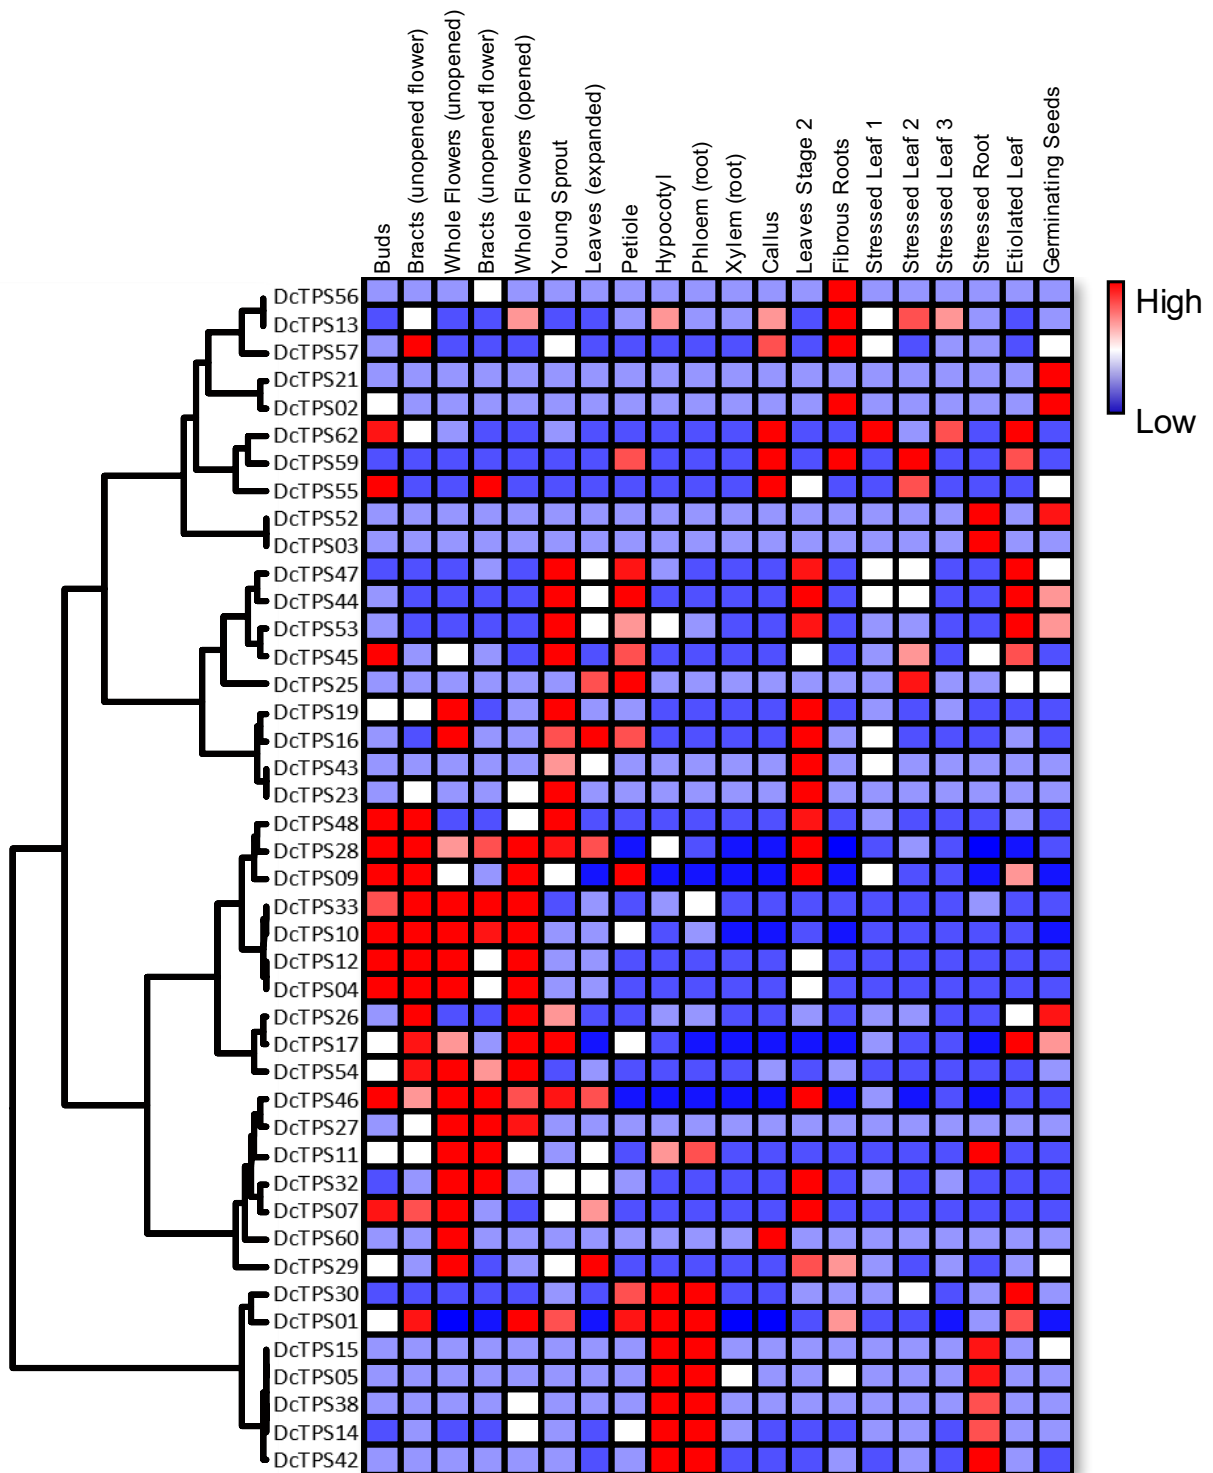 Buds
Bracts (unopened flower)
Whole Flowers (unopened)
Bracts (unopened flower)
Whole Flowers (opened)
Young Sprout
Leaves (expanded)
Petiole
Hypocotyl
Phloem (root)
Xylem (root)
Callus
Leaves Stage 2
Fibrous Roots
Stressed Leaf 1
Stressed Leaf 2
Stressed Leaf 3
Stressed Root
Etiolated Leaf
Germinating Seeds
High
Low
DcTPS56
DcTPS13
DcTPS57
DcTPS21
DcTPS02
DcTPS62
DcTPS59
DcTPS55
DcTPS52
DcTPS03
DcTPS47
DcTPS44
DcTPS53
DcTPS45
DcTPS25
DcTPS19
DcTPS16
DcTPS43
DcTPS23
DcTPS48
DcTPS28
DcTPS09
DcTPS33
DcTPS10
DcTPS12
DcTPS04
DcTPS26
DcTPS17
DcTPS54
DcTPS46
DcTPS27
DcTPS11
DcTPS32
DcTPS07
DcTPS60
DcTPS29
DcTPS30
DcTPS01
DcTPS15
DcTPS05
DcTPS38
DcTPS14
DcTPS42